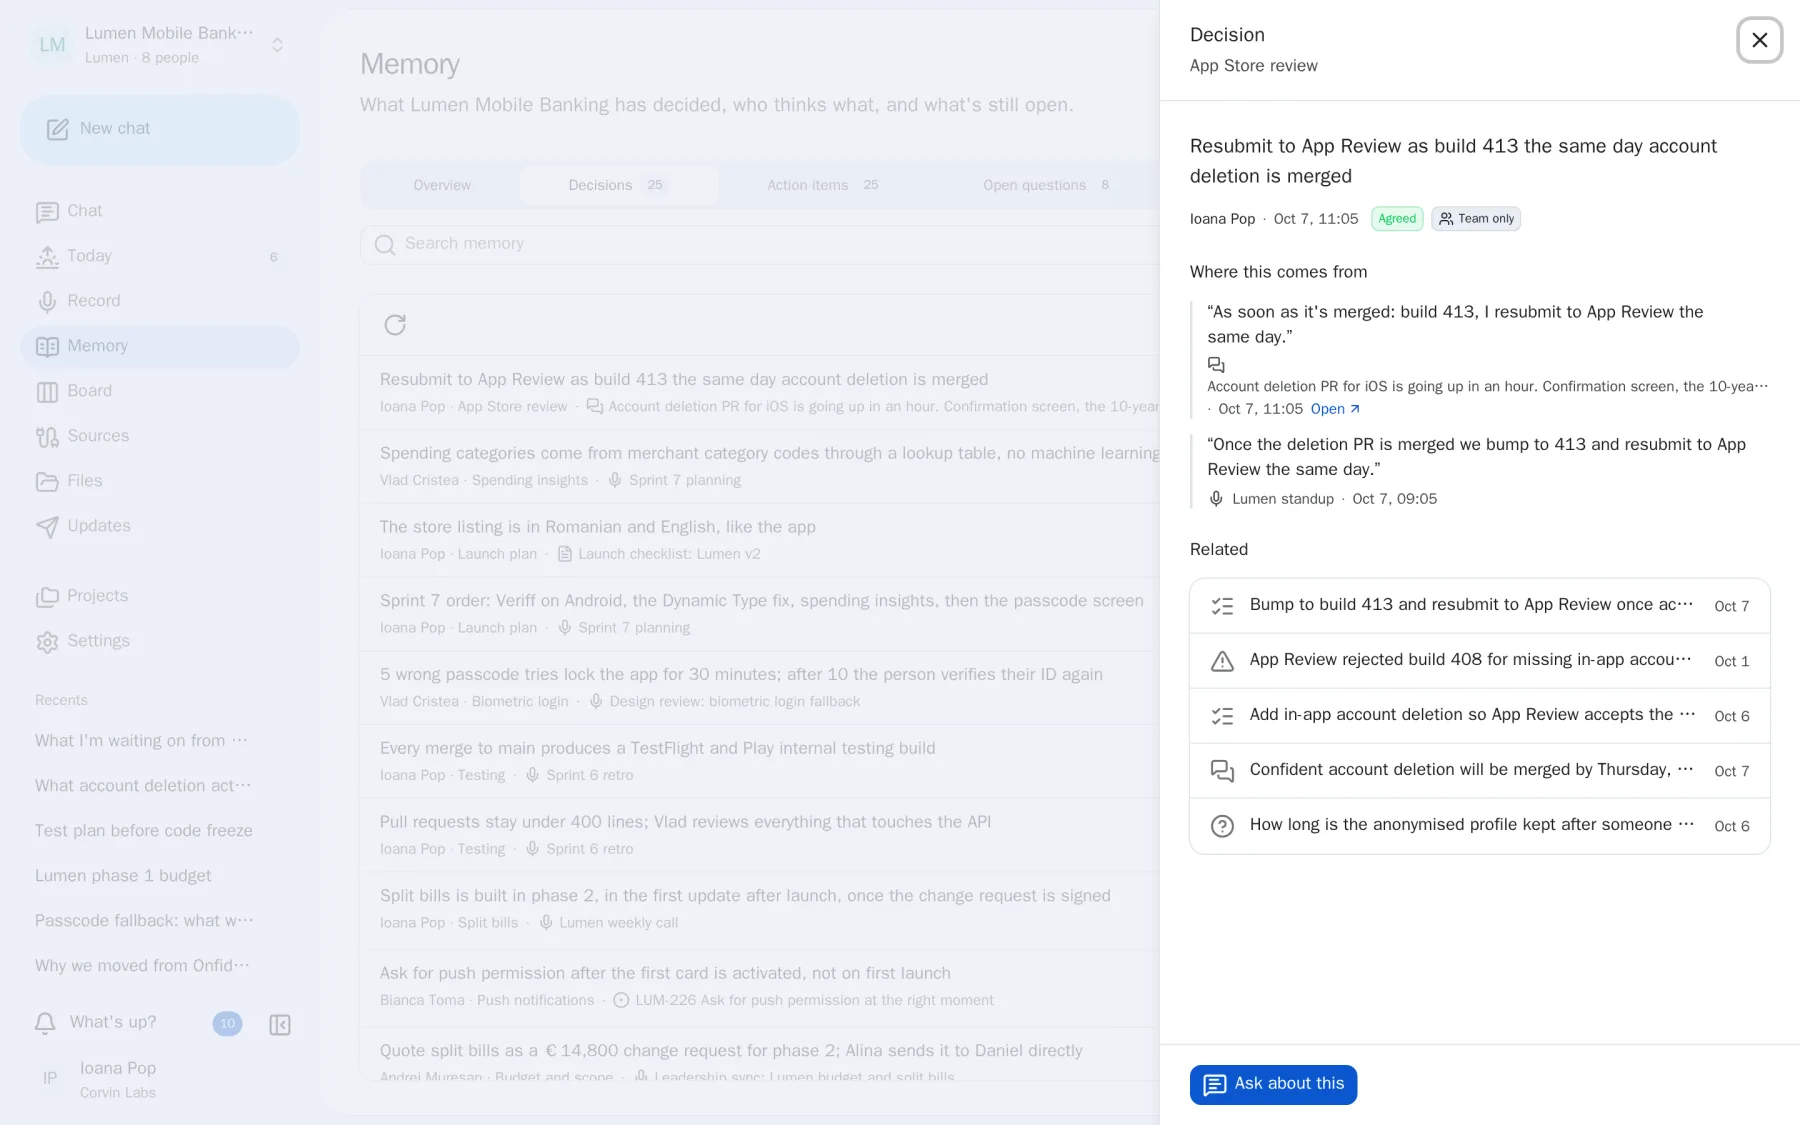 LM
Lumen Mobile Bank···
Lumen · 8 people
New chat
Chat
Today 6
Record
Memory
Board
Sources
Files
Updates
Projects
Settings
Recents
What I'm waiting on from ···
What account deletion act···
Test plan before code freeze
Lumen phase 1 budget
Passcode fallback: what w···
Why we moved from Onfid···
What's up? 10
IP
Ioana Pop
Corvin Labs
Memory
What Lumen Mobile Banking has decided, who thinks what, and what's still open.
Overview Decisions 25 Action items 25 Open questions 8
Search memory
Resubmit to App Review as build 413 the same day account deletion is merged
Ioana Pop · App Store review · Account deletion PR for iOS is going up in an hour. Confirmation screen, the 10-year
Spending categories come from merchant category codes through a lookup table, no machine learning
Vlad Cristea · Spending insights · Sprint 7 planning
The store listing is in Romanian and English, like the app
Ioana Pop · Launch plan · Launch checklist: Lumen v2
Sprint 7 order: Veriff on Android, the Dynamic Type fix, spending insights, then the passcode screen
Ioana Pop · Launch plan · Sprint 7 planning
5 wrong passcode tries lock the app for 30 minutes; after 10 the person verifies their ID again
Vlad Cristea · Biometric login · Design review: biometric login fallback
Every merge to main produces a TestFlight and Play internal testing build
Ioana Pop · Testing · Sprint 6 retro
Pull requests stay under 400 lines; Vlad reviews everything that touches the API
Ioana Pop · Testing · Sprint 6 retro
Split bills is built in phase 2, in the first update after launch, once the change request is signed
Ioana Pop · Split bills · Lumen weekly call
Ask for push permission after the first card is activated, not on first launch
Bianca Toma · Push notifications · LUM-226 Ask for push permission at the right moment
Quote split bills as a €14,800 change request for phase 2; Alina sends it to Daniel directly
Andrei Muresan · Budget and scope · Leadership sync: Lumen budget and split bills
Decision
App Store review
Resubmit to App Review as build 413 the same day account
deletion is merged
Ioana Pop · Oct 7, 11:05 Agreed Team only
Where this comes from
“As soon as it's merged: build 413, I resubmit to App Review the
same day.”
Account deletion PR for iOS is going up in an hour. Confirmation screen, the 10-yea···
· Oct 7, 11:05 Open
“Once the deletion PR is merged we bump to 413 and resubmit to App
Review the same day.”
Lumen standup · Oct 7, 09:05
Related
Bump to build 413 and resubmit to App Review once ac··· Oct 7
App Review rejected build 408 for missing in-app accou··· Oct 1
Add in-app account deletion so App Review accepts the ··· Oct 6
Confident account deletion will be merged by Thursday, ··· Oct 7
How long is the anonymised profile kept after someone ··· Oct 6
Ask about this